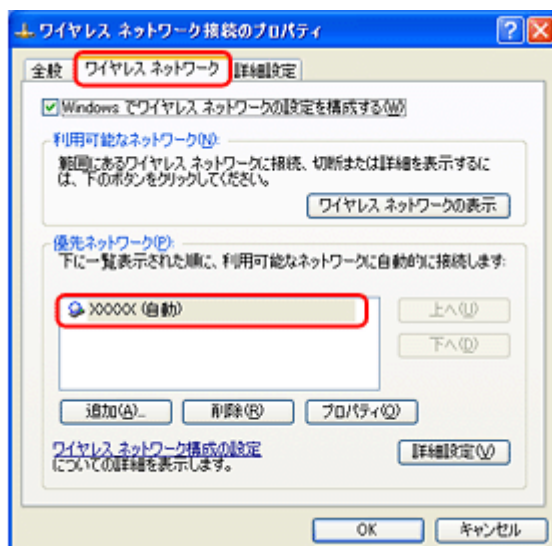 ワイヤレス ネットワーク接続のプロパティ
全般 ワイヤレス ネットワーク 詳細設定
Windows でワイヤレス ネットワークの設定を構成する(W)
利用可能なネットワーク(N):
範囲にあるワイヤレス ネットワークに接続、切断または詳細を表示するに
は、下のボタンをクリックしてください。
ワイヤレス ネットワークの表示
優先ネットワーク(P):
下に一覧表示された順に、利用可能なネットワークに自動的に接続します:
XXXXX (自動)
上へ(U)
下へ(D)
追加(A)...
削除(R)
プロパティ(O)
ワイヤレス ネットワーク構成の設定
についての詳細を表示します。
詳細設定(V)
OK
キャンセル